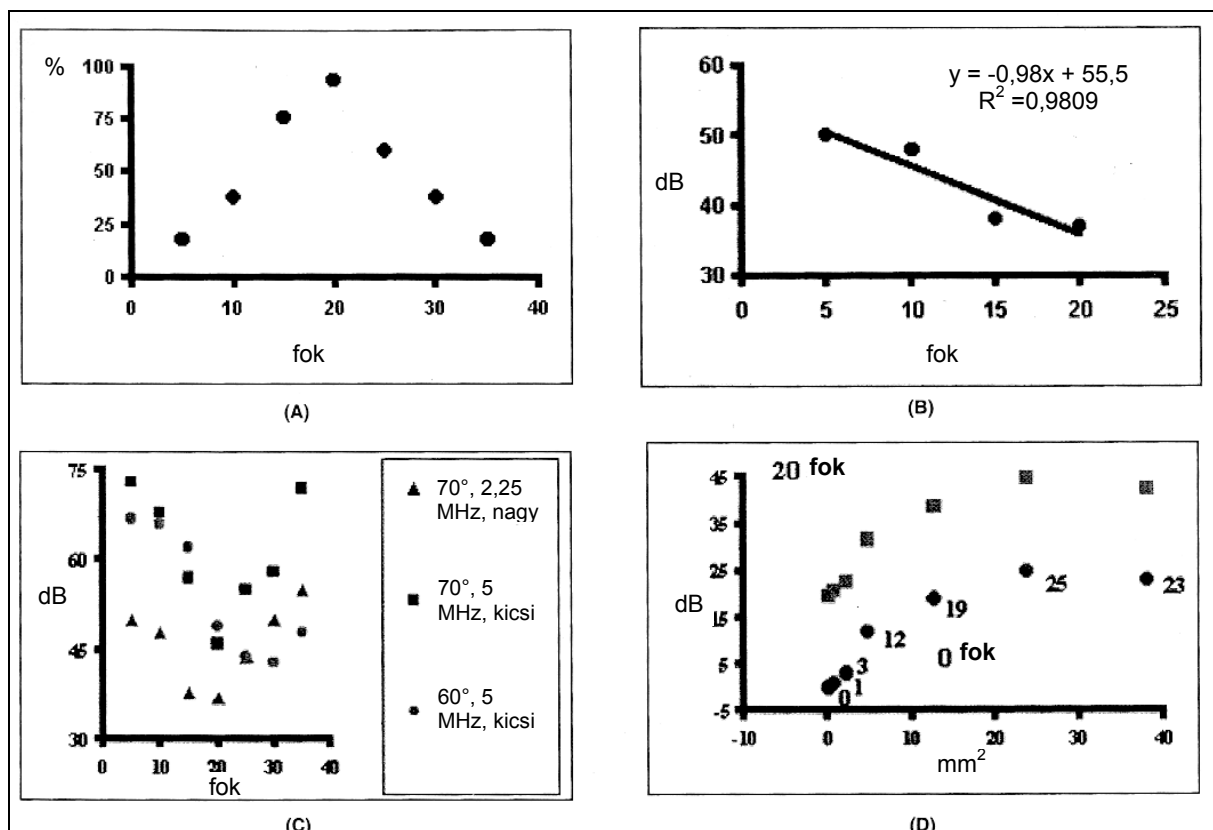 %
100
75
50
25
0
0 10 20 30 40
fok
(A)
y = -0,98x + 55,5
R² =0,9809
60
50
dB
40
30
0 5 10 15 20 25
fok
(B)
75
60
dB
45
30
0 10 20 30 40
fok
70°, 2,25
MHz, nagy
70°, 5
MHz, kicsi
60°, 5
MHz, kicsi
(C)
20 fok
45
35
25
dB
15
5
-5
25
23
19
12
0 fok
3
1
0
-10 0 10 20 30 40
mm²
(D)